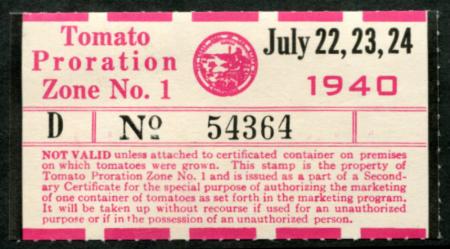 Tomato
Proration
Zone No. 1
July 22, 23, 24
1940
D No 54364
NOT VALID unless attached to certificated container on premises
on which tomatoes were grown. This stamp is the property of
Tomato Proration Zone No. 1 and is issued as a part of a Second-
ary Certificate for the special purpose of authorizing the marketing
of one container of tomatoes as set forth in the marketing program.
It will be taken up without recourse if used for an unauthorized
purpose or if in the possession of an unauthorized person.